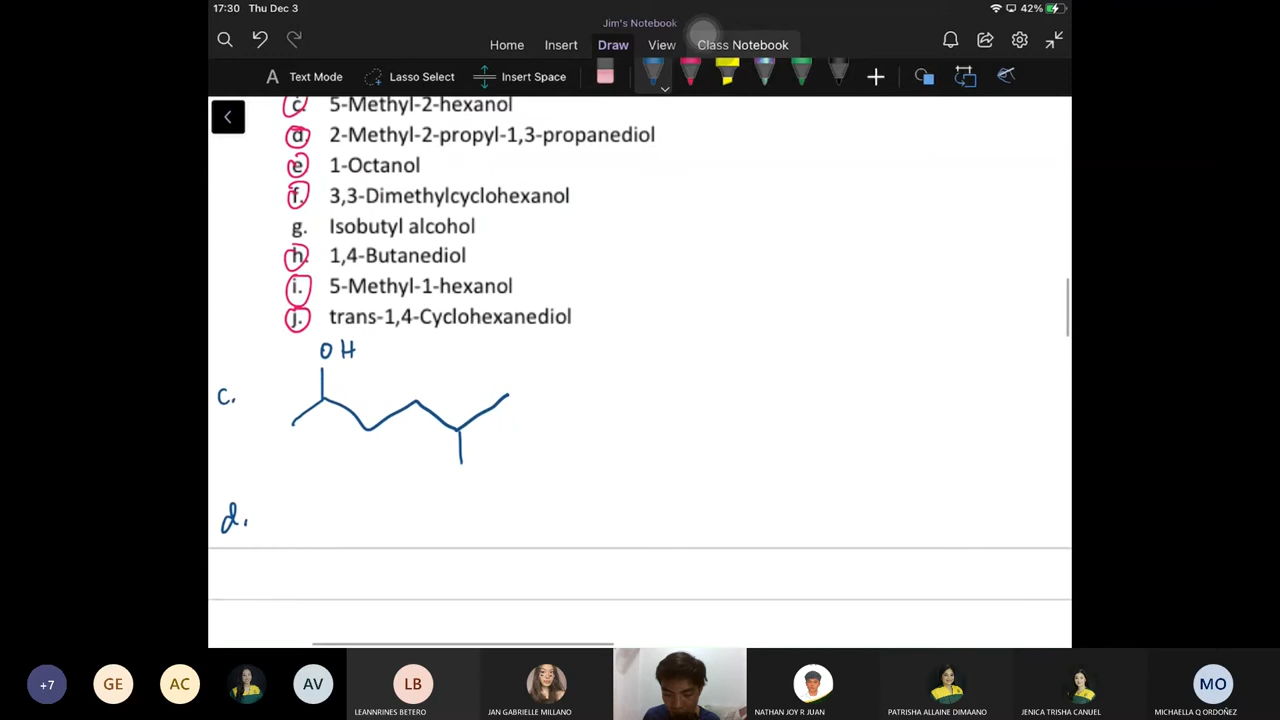 17:30 Thu Dec 3
42%
Jim's Notebook
Home Insert Draw View Class Notebook
Text Mode Lasso Select Insert Space
c. 5-Methyl-2-hexanol
d. 2-Methyl-2-propyl-1,3-propanediol
e. 1-Octanol
f. 3,3-Dimethylcyclohexanol
g. Isobutyl alcohol
h. 1,4-Butanediol
i. 5-Methyl-1-hexanol
j. trans-1,4-Cyclohexanediol
OH
c.
d.
+7 GE AC AV LB MO
LEANNRINES BETERO JAN GABRIELLE MILLANO NATHAN JOY R JUAN PATRISHA ALLAINE DIMAANO JENICA TRISHA CANUEL MICHAELLA Q ORDOÑEZ